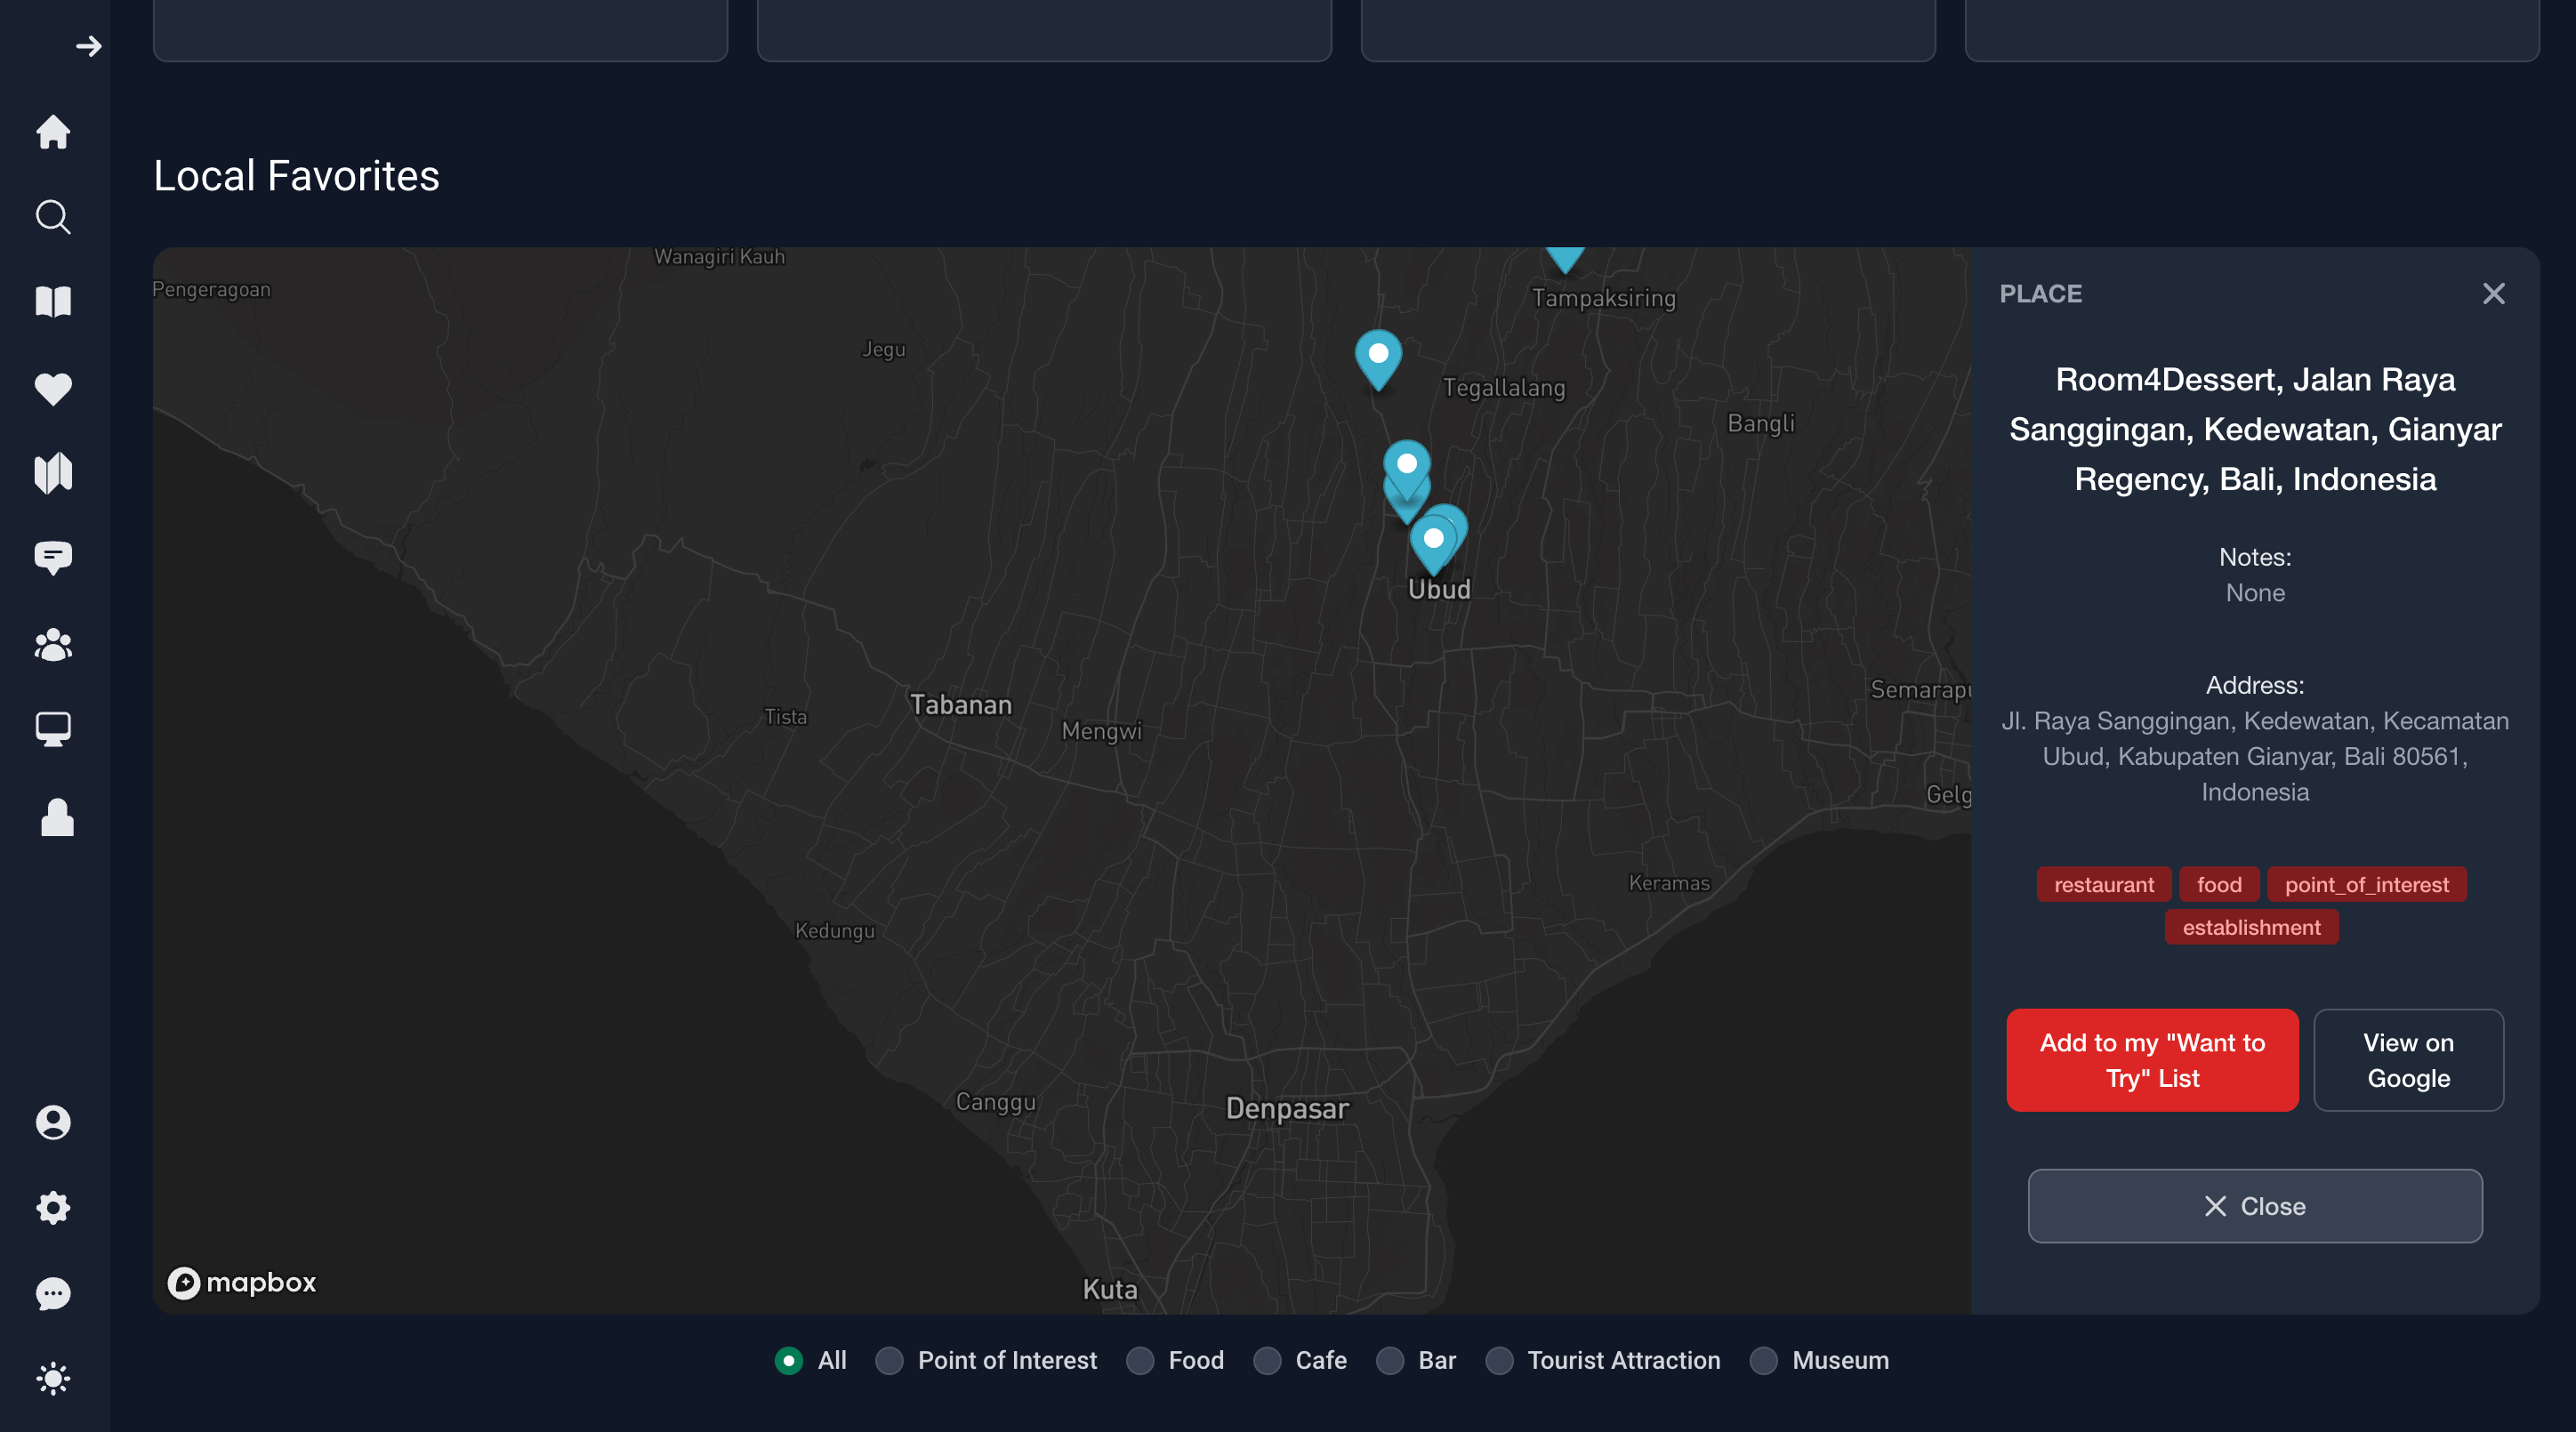 Local Favorites
Wanagiri Kauh
Pengeragoan
Jegu
Tampaksiring
Tegallalang
Bangli
Ubud
Tabanan
Tista
Mengwi
Semarapu
Gelg
Keramas
Kedungu
Canggu
Denpasar
Kuta
mapbox
PLACE
Room4Dessert, Jalan Raya
Sanggingan, Kedewatan, Gianyar
Regency, Bali, Indonesia
Notes:
None
Address:
Jl. Raya Sanggingan, Kedewatan, Kecamatan
Ubud, Kabupaten Gianyar, Bali 80561,
Indonesia
restaurant food point_of_interest
establishment
Add to my "Want to
Try" List
View on
Google
Close
All Point of Interest Food Cafe Bar Tourist Attraction Museum